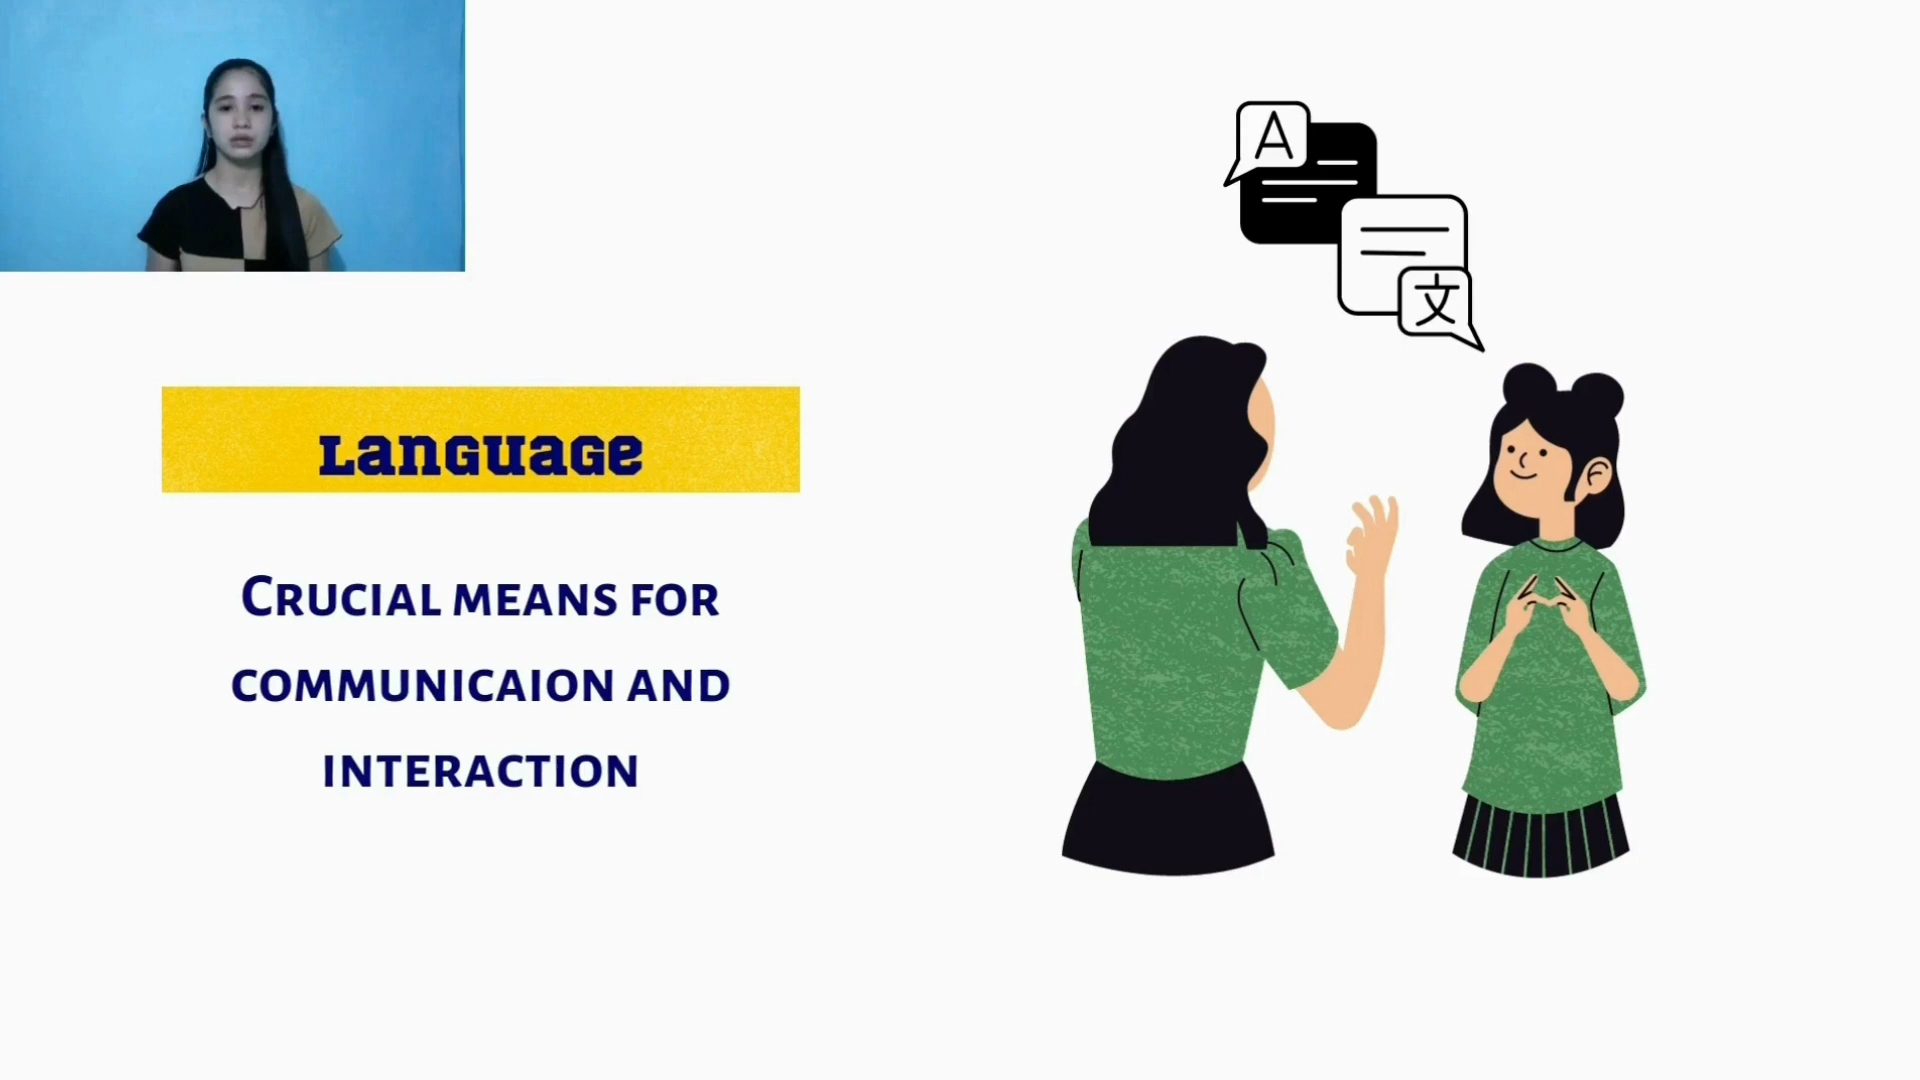 Language
Crucial means for
communicaion and
interaction
A
文